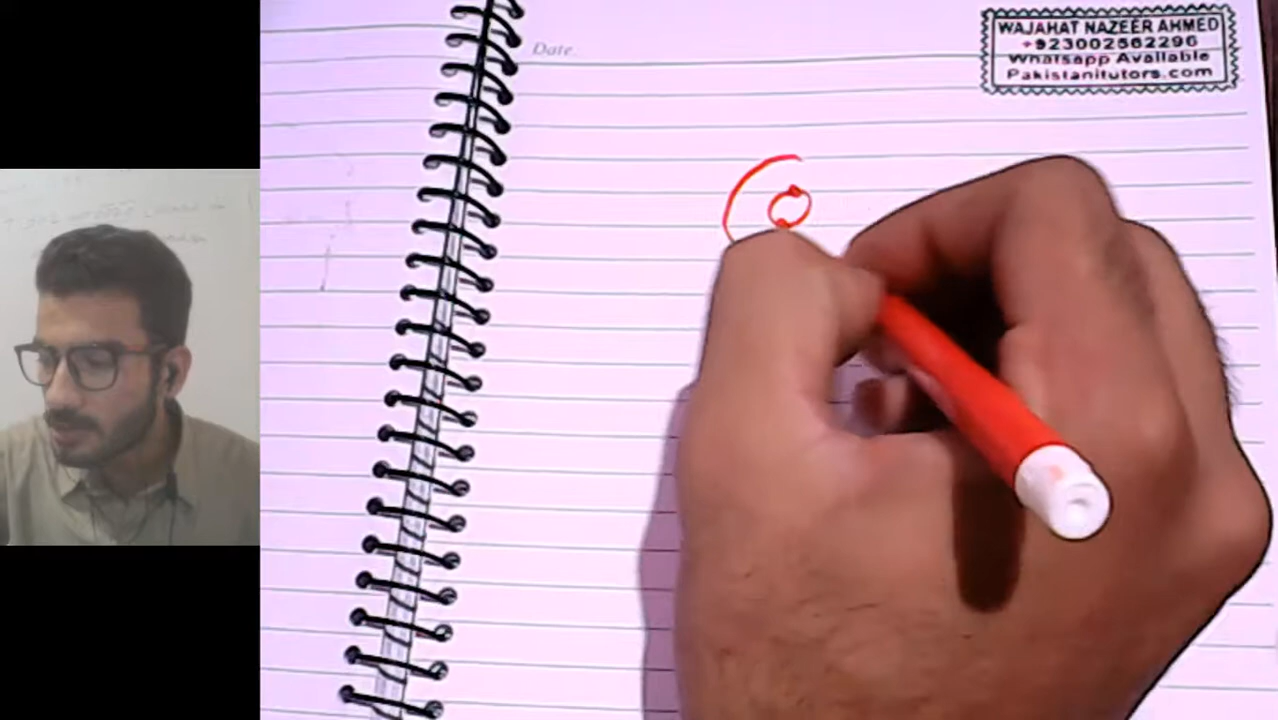 Date.
WAJAHAT NAZEER AHMED
+923002562296
Whatsapp Available
Pakistanitutors.com